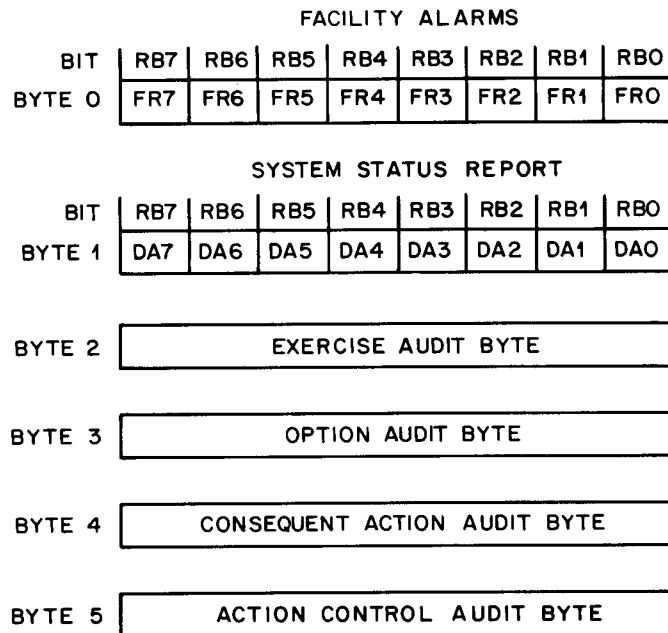 FACILITY ALARMS
BIT RB7 RB6 RB5 RB4 RB3 RB2 RB1 RB0
BYTE 0 FR7 FR6 FR5 FR4 FR3 FR2 FR1 FR0
SYSTEM STATUS REPORT
BIT RB7 RB6 RB5 RB4 RB3 RB2 RB1 RB0
BYTE 1 DA7 DA6 DA5 DA4 DA3 DA2 DA1 DA0
BYTE 2 EXERCISE AUDIT BYTE
BYTE 3 OPTION AUDIT BYTE
BYTE 4 CONSEQUENT ACTION AUDIT BYTE
BYTE 5 ACTION CONTROL AUDIT BYTE